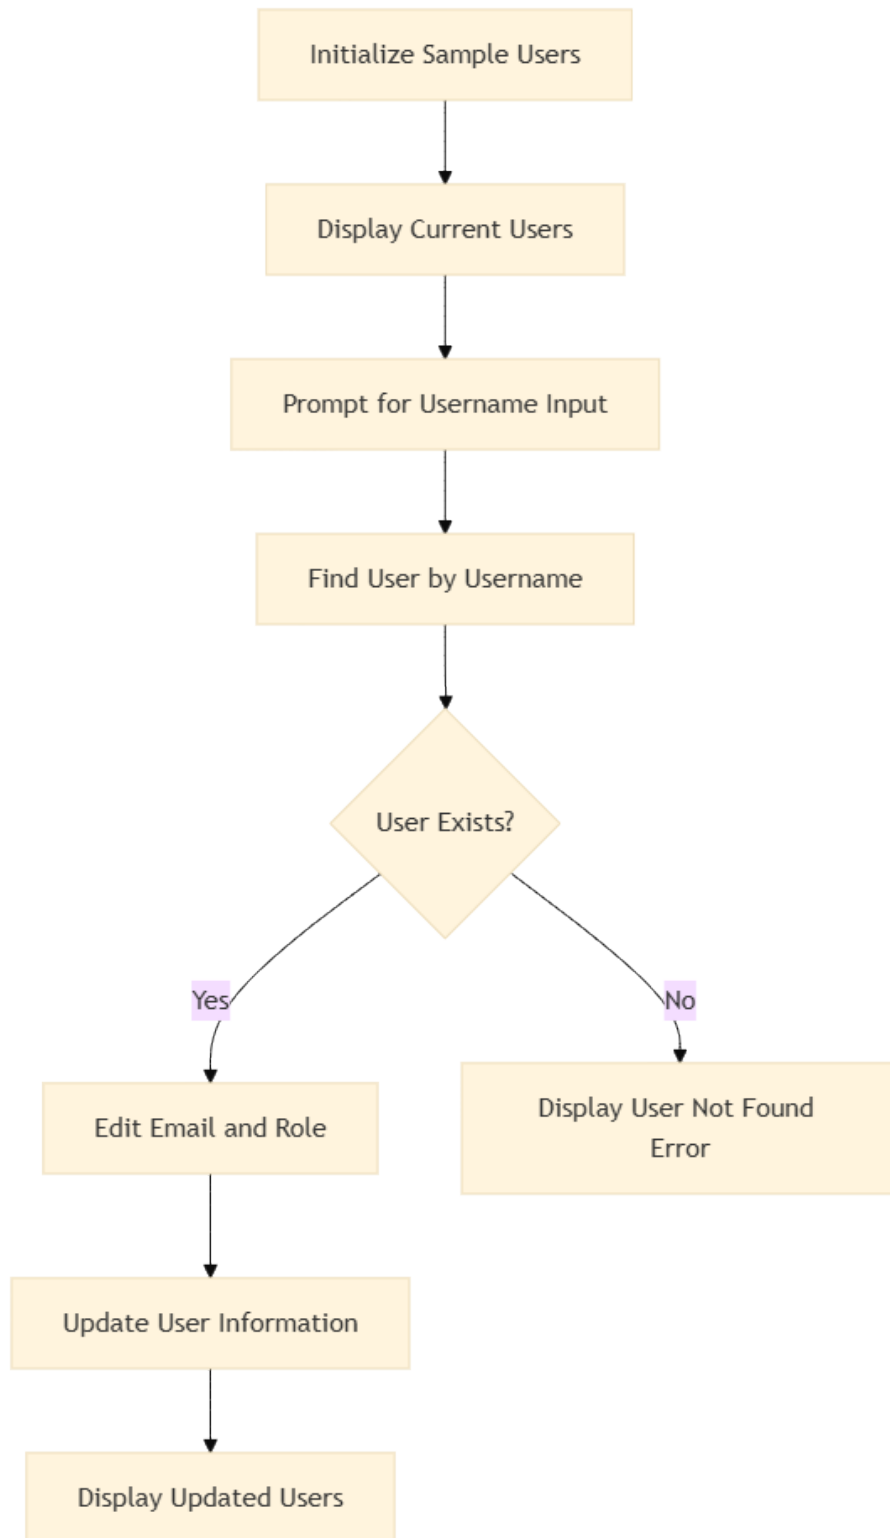 Initialize Sample Users
Display Current Users
Prompt for Username Input
Find User by Username
User Exists?
Yes
No
Edit Email and Role
Display User Not Found
Error
Update User Information
Display Updated Users